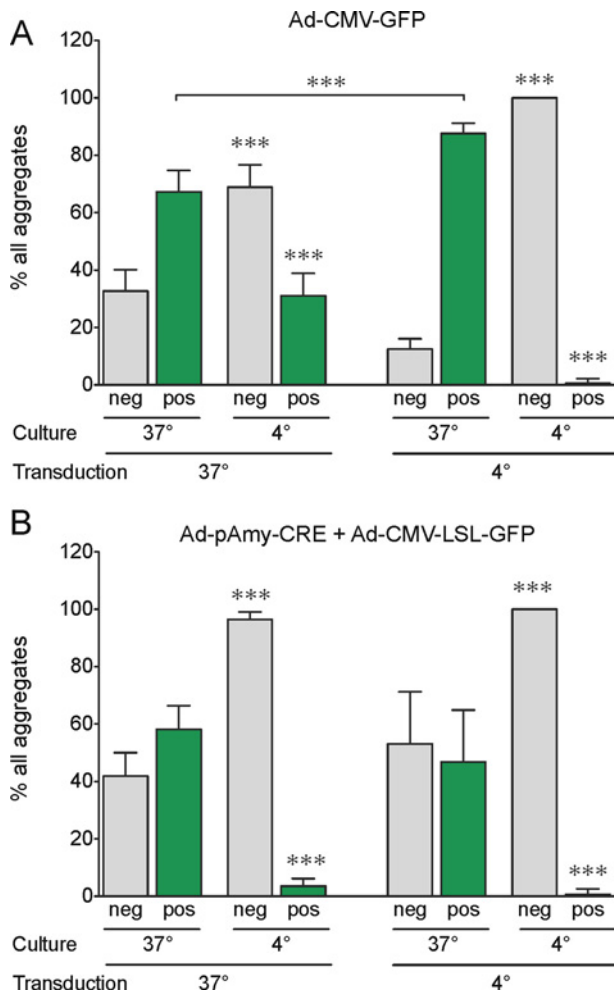 A
Ad-CMV-GFP
% all aggregates
120
100
80
60
40
20
0
***
***
***
***
***
neg pos neg pos neg pos neg pos
Culture 37° 4° 37° 4°
Transduction 37° 4°
B
Ad-pAmy-CRE + Ad-CMV-LSL-GFP
% all aggregates
120
100
80
60
40
20
0
***
***
***
***
neg pos neg pos neg pos neg pos
Culture 37° 4° 37° 4°
Transduction 37° 4°